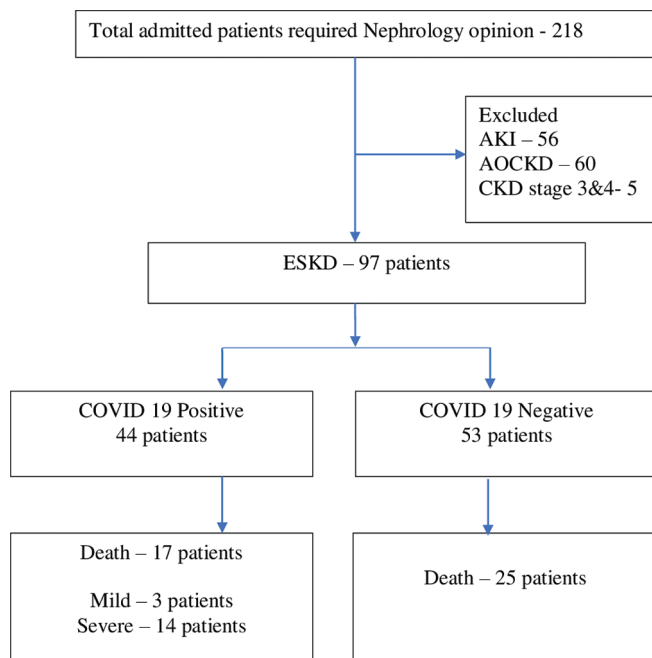 Total admitted patients required Nephrology opinion - 218
Excluded
AKI – 56
AOCKD – 60
CKD stage 3&4- 5
ESKD – 97 patients
COVID 19 Positive
44 patients
COVID 19 Negative
53 patients
Death – 17 patients
Mild – 3 patients
Severe – 14 patients
Death – 25 patients